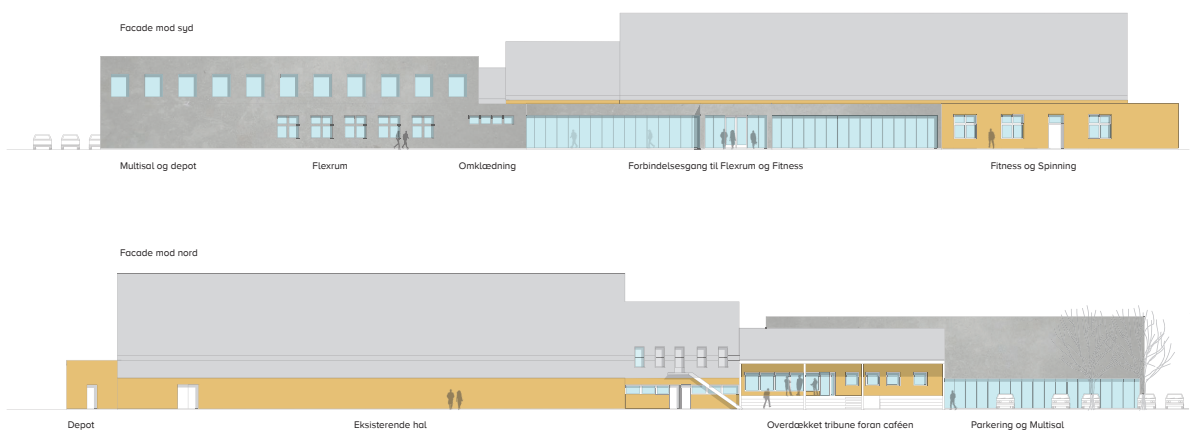 Facade mod syd
Multisal og depot
Flexrum
Omklædning
Forbindelsesgang til Flexrum og Fitness
Fitness og Spinning
Facade mod nord
Depot
Eksisterende hal
Overdækket tribune foran caféen
Parkering og Multisal